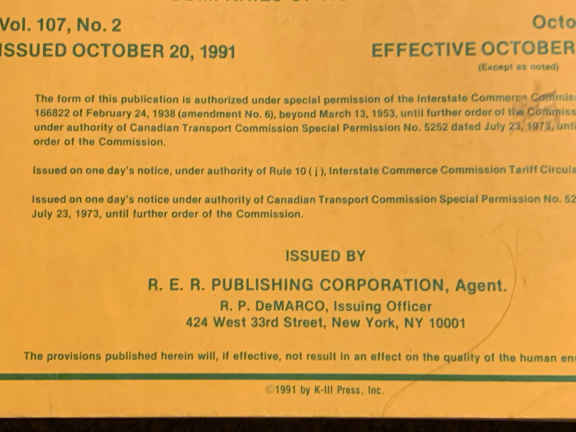 Vol. 107, No. 2
Octo
ISSUED OCTOBER 20, 1991
EFFECTIVE OCTOBER
(Except as noted)
The form of this publication is authorized under special permission of the Interstate Commerce Commis
166822 of February 24, 1938 (amendment No. 6), beyond March 13, 1953, until further order of the Commiss
under authority of Canadian Transport Commission Special Permission No. 5252 dated July 23, 1973, unti
order of the Commission.
Issued on one day's notice, under authority of Rule 10 (j), Interstate Commerce Commission Tariff Circula
Issued on one day's notice under authority of Canadian Transport Commission Special Permission No. 52
July 23, 1973, until further order of the Commission.
ISSUED BY
R. E. R. PUBLISHING CORPORATION, Agent.
R. P. DeMARCO, Issuing Officer
424 West 33rd Street, New York, NY 10001
The provisions published herein will, if effective, not result in an effect on the quality of the human en
©1991 by K-III Press, Inc.